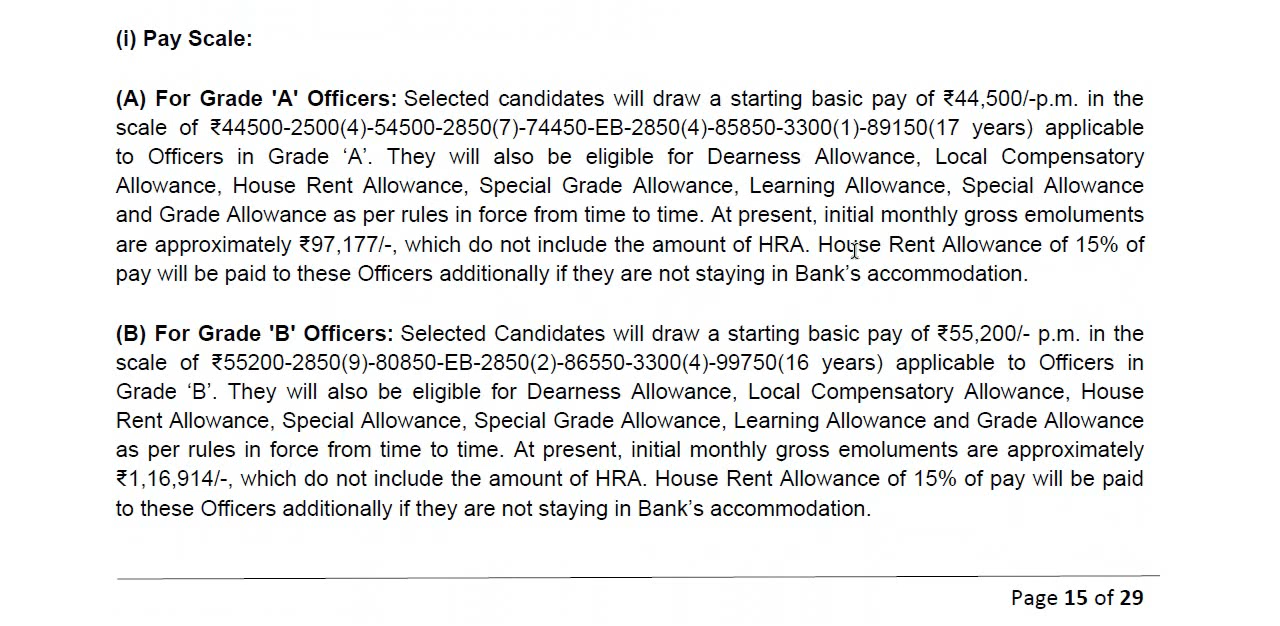 (i) Pay Scale:
(A) For Grade 'A' Officers: Selected candidates will draw a starting basic pay of ₹44,500/-p.m. in the
scale of ₹44500-2500(4)-54500-2850(7)-74450-EB-2850(4)-85850-3300(1)-89150(17 years) applicable
to Officers in Grade ‘A’. They will also be eligible for Dearness Allowance, Local Compensatory
Allowance, House Rent Allowance, Special Grade Allowance, Learning Allowance, Special Allowance
and Grade Allowance as per rules in force from time to time. At present, initial monthly gross emoluments
are approximately ₹97,177/-, which do not include the amount of HRA. House Rent Allowance of 15% of
pay will be paid to these Officers additionally if they are not staying in Bank’s accommodation.
(B) For Grade 'B' Officers: Selected Candidates will draw a starting basic pay of ₹55,200/- p.m. in the
scale of ₹55200-2850(9)-80850-EB-2850(2)-86550-3300(4)-99750(16 years) applicable to Officers in
Grade ‘B’. They will also be eligible for Dearness Allowance, Local Compensatory Allowance, House
Rent Allowance, Special Allowance, Special Grade Allowance, Learning Allowance and Grade Allowance
as per rules in force from time to time. At present, initial monthly gross emoluments are approximately
₹1,16,914/-, which do not include the amount of HRA. House Rent Allowance of 15% of pay will be paid
to these Officers additionally if they are not staying in Bank’s accommodation.
Page 15 of 29